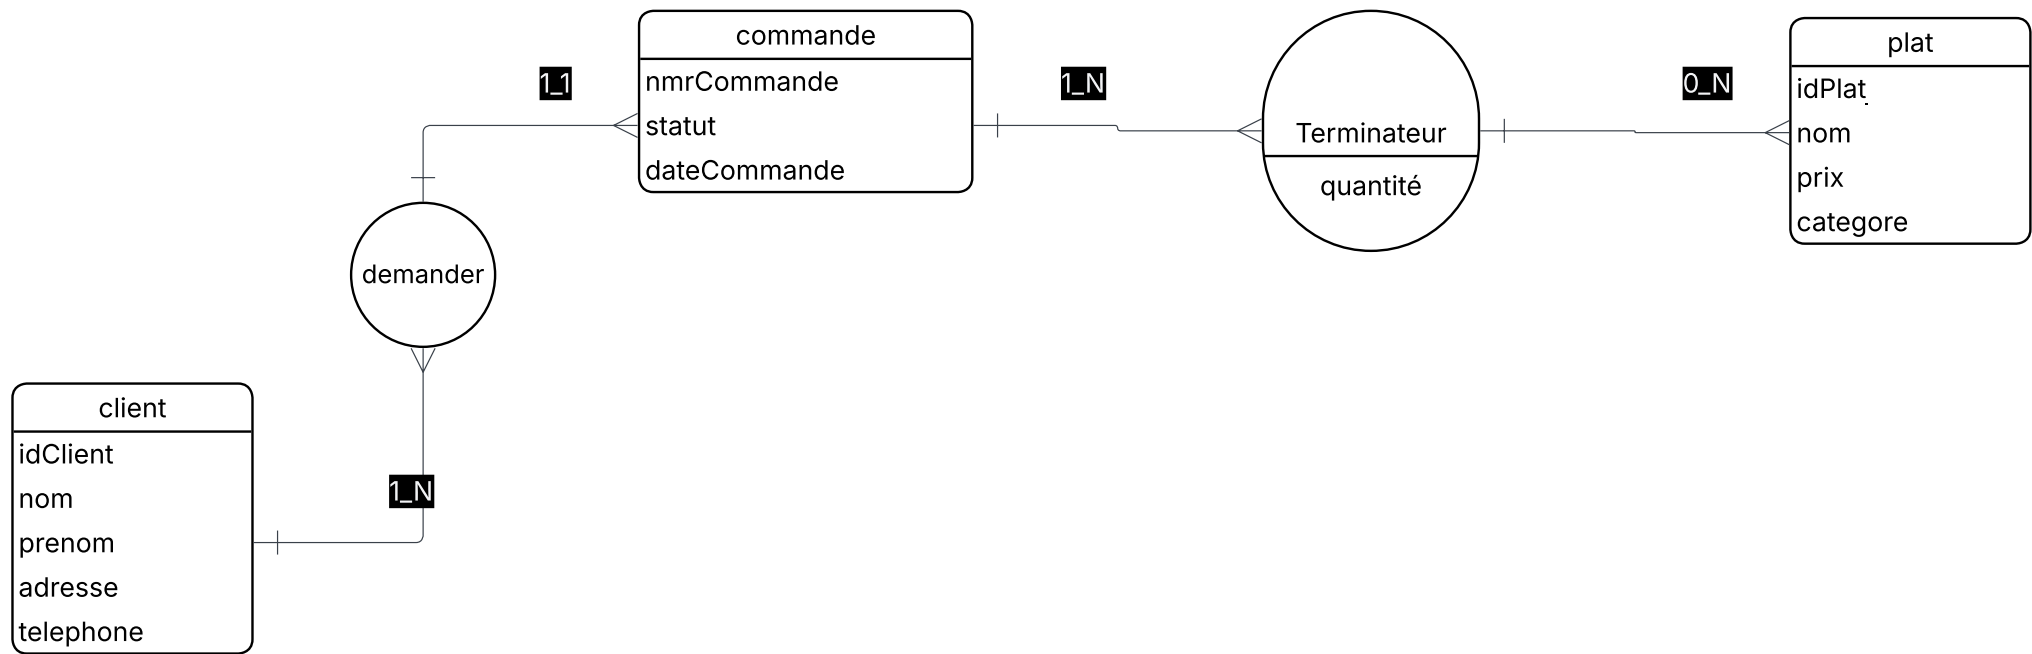 commande
nmrCommande
statut
dateCommande
1_1
1_N
Terminateur
quantité
0_N
plat
idPlat
nom
prix
categore
demander
1_N
client
idClient
nom
prenom
adresse
telephone